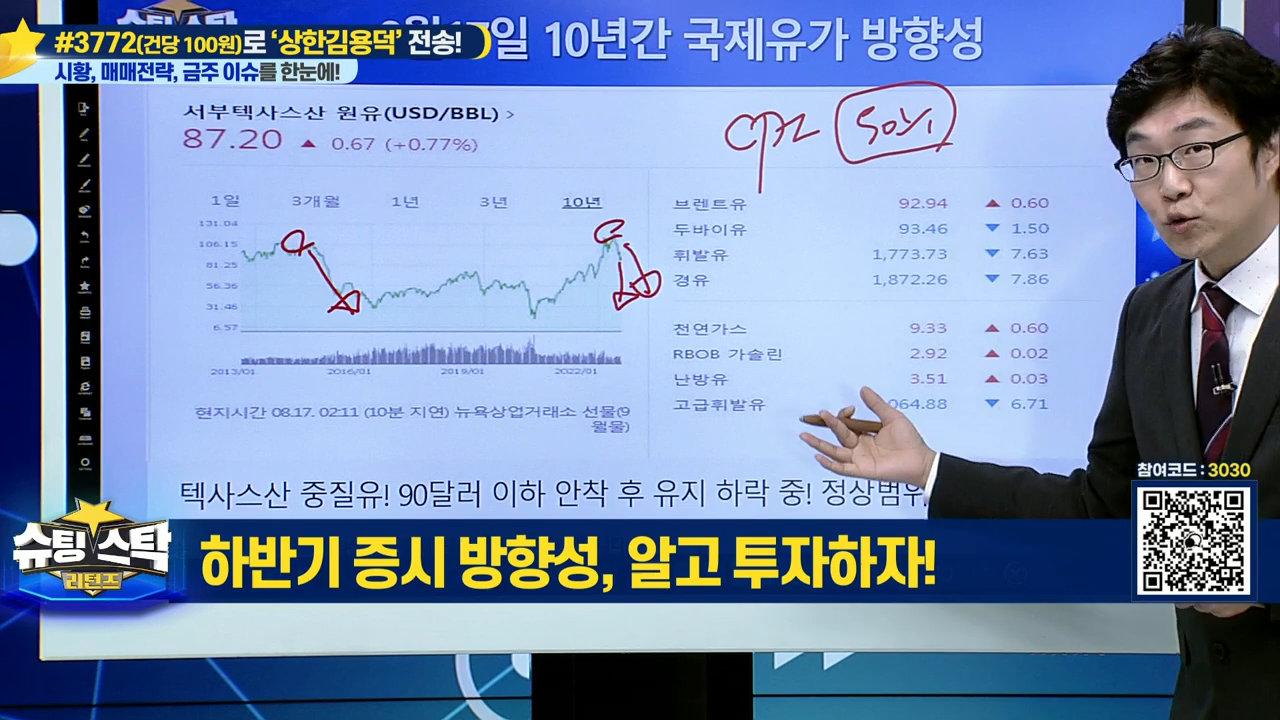 #3772(건당 100원)로 ‘상한김용덕’ 전송!
시황, 매매전략, 금주 이슈를 한눈에!
일 10년간 국제유가 방향성
서부텍사스산 원유(USD/BBL) >
87.20 ▲ 0.67 (+0.77%)
CPI 50%
1일 3개월 1년 3년 10년
131.04
106.15
81.25
56.36
31.46
6.57
2013/01 2016/01 2019/01 2022/01
현지시간 08.17. 02:11 (10분 지연) 뉴욕상업거래소 선물(9
월물)
브렌트유 92.94 ▲ 0.60
두바이유 93.46 ▼ 1.50
휘발유 1,773.73 ▼ 7.63
경유 1,872.26 ▼ 7.86
천연가스 9.33 ▲ 0.60
RBOB 가솔린 2.92 ▲ 0.02
난방유 3.51 ▲ 0.03
고급휘발유 064.88 ▼ 6.71
텍사스산 중질유! 90달러 이하 안착 후 유지 하락 중! 정상범위
참여코드 : 3030
슈팅 스탁
리턴즈
하반기 증시 방향성, 알고 투자하자!